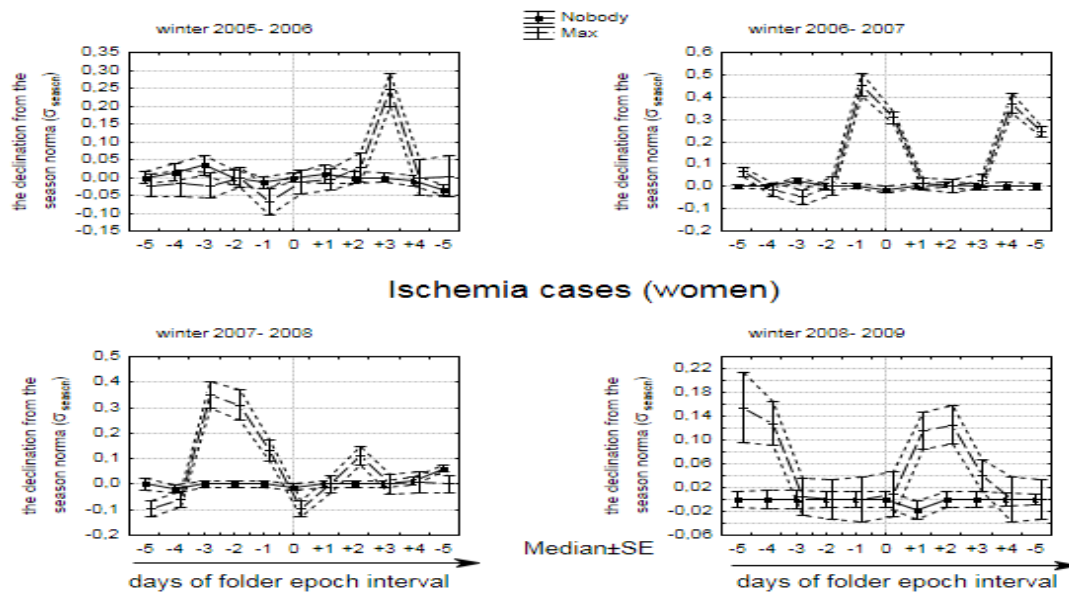 Nobody
Max
winter 2005- 2006
the declination from the
season norma (σseason)
0,35
0,30
0,25
0,20
0,15
0,10
0,05
0,00
-0,05
-0,10
-0,15
-5 -4 -3 -2 -1 0 +1 +2 +3 +4 -5
winter 2006- 2007
the declination from the
season norma (σseason)
0,6
0,5
0,4
0,3
0,2
0,1
0,0
-0,1
-0,2
-5 -4 -3 -2 -1 0 +1 +2 +3 +4 -5
Ischemia cases (women)
winter 2007- 2008
the declination from the
season norma (σseason)
0,5
0,4
0,3
0,2
0,1
0,0
-0,1
-0,2
-5 -4 -3 -2 -1 0 +1 +2 +3 +4 -5
days of folder epoch interval
Median±SE
winter 2008- 2009
the declination from the
season norma (σseason)
0,22
0,18
0,14
0,10
0,06
-0,02
-0,02
-0,06
-5 -4 -3 -2 -1 0 +1 +2 +3 +4 -5
days of folder epoch interval